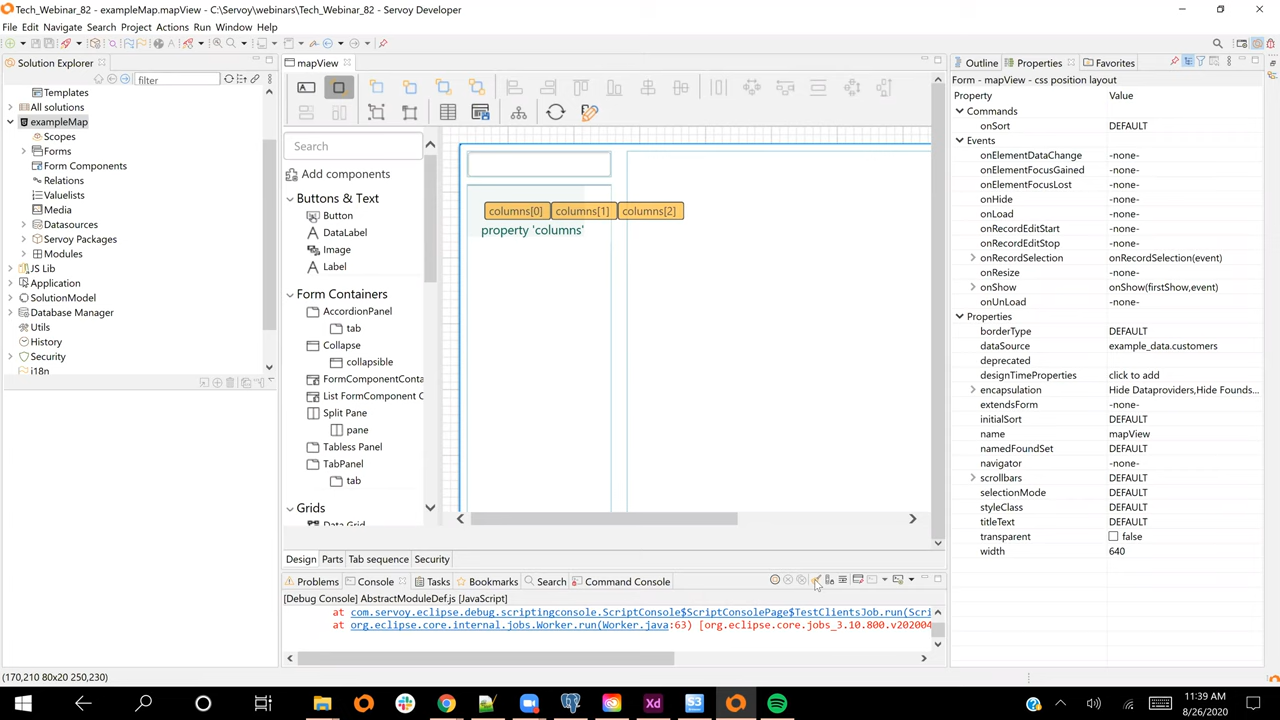 Tech_Webinar_82 - exampleMap.mapView - C:\Servoy\webinars\Tech_Webinar_82 - Servoy Developer
File Edit Navigate Search Project Actions Run Window Help
Solution Explorer
filter
Templates
All solutions
exampleMap
Scopes
Forms
Form Components
Relations
Valuelists
Media
Datasources
Servoy Packages
Modules
JS Lib
Application
SolutionModel
Database Manager
Utils
History
Security
i18n
mapView
Search
Add components
Buttons & Text
Button
DataLabel
Image
Label
Form Containers
AccordionPanel
tab
Collapse
collapsible
FormComponentConta
List FormComponent C
Split Pane
pane
Tabless Panel
TabPanel
tab
Grids
Data Grid
columns[0] columns[1] columns[2]
property 'columns'
Design Parts Tab sequence Security
Problems Console Tasks Bookmarks Search Command Console
[Debug Console] AbstractModuleDef.js [JavaScript]
at com.servoy.eclipse.debug.scriptingconsole.ScriptConsole$ScriptConsolePage$TestClientsJob.run(Scri
at org.eclipse.core.internal.jobs.Worker.run(Worker.java:63) [org.eclipse.core.jobs_3.10.800.v202004
Outline Properties Favorites
Form - mapView - css position layout
Property Value
Commands
onSort DEFAULT
Events
onElementDataChange -none-
onElementFocusGained -none-
onElementFocusLost -none-
onHide -none-
onLoad -none-
onRecordEditStart -none-
onRecordEditStop -none-
onRecordSelection onRecordSelection(event)
onResize -none-
onShow onShow(firstShow,event)
onUnLoad -none-
Properties
borderType DEFAULT
dataSource example_data.customers
deprecated
designTimeProperties click to add
encapsulation Hide Dataproviders,Hide Founds...
extendsForm -none-
initialSort DEFAULT
name mapView
namedFoundSet DEFAULT
navigator -none-
scrollbars DEFAULT
selectionMode DEFAULT
styleClass DEFAULT
titleText DEFAULT
transparent false
width 640
(170,210 80x20 250,230)
Xd
S3
11:39 AM
8/26/2020